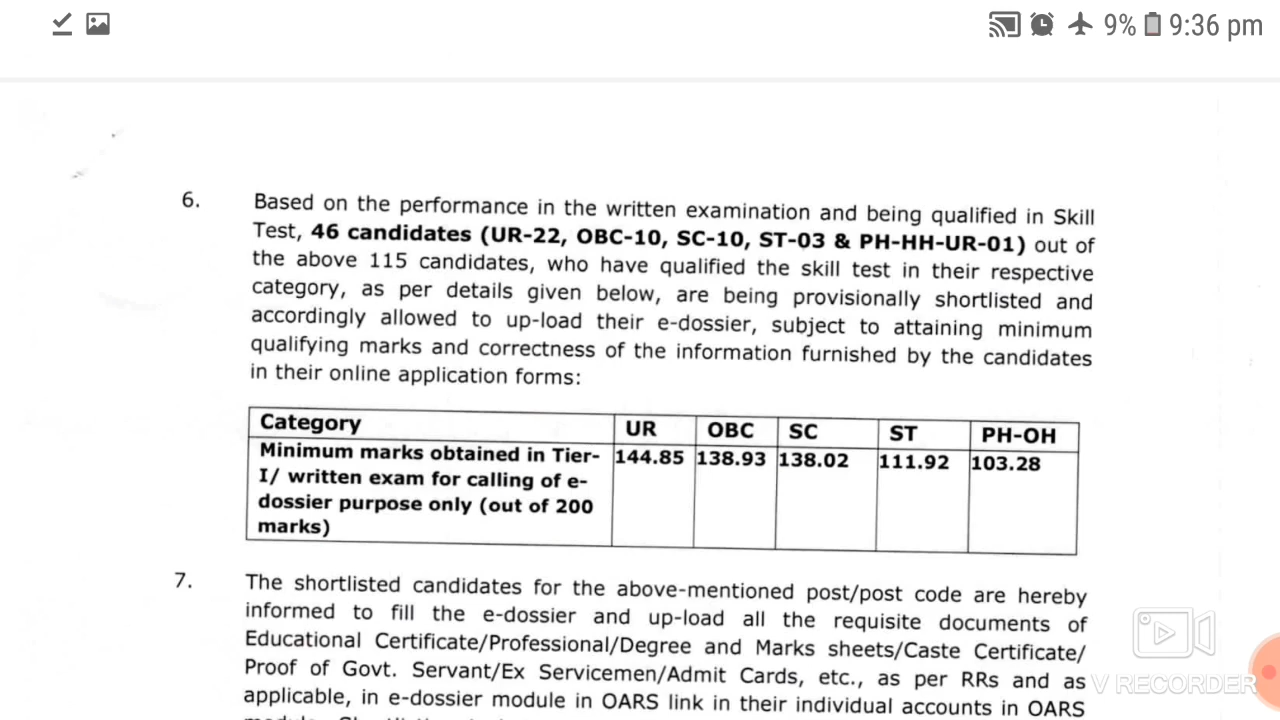 9% 9:36 pm
6. Based on the performance in the written examination and being qualified in Skill
Test, 46 candidates (UR-22, OBC-10, SC-10, ST-03 & PH-HH-UR-01) out of
the above 115 candidates, who have qualified the skill test in their respective
category, as per details given below, are being provisionally shortlisted and
accordingly allowed to up-load their e-dossier, subject to attaining minimum
qualifying marks and correctness of the information furnished by the candidates
in their online application forms:
Category UR OBC SC ST PH-OH
Minimum marks obtained in Tier- 144.85 138.93 138.02 111.92 103.28
I/ written exam for calling of e-
dossier purpose only (out of 200
marks)
7. The shortlisted candidates for the above-mentioned post/post code are hereby
informed to fill the e-dossier and up-load all the requisite documents of
Educational Certificate/Professional/Degree and Marks sheets/Caste Certificate/
Proof of Govt. Servant/Ex Servicemen/Admit Cards, etc., as per RRs and as
applicable, in e-dossier module in OARS link in their individual accounts in OARS
V RECORDER